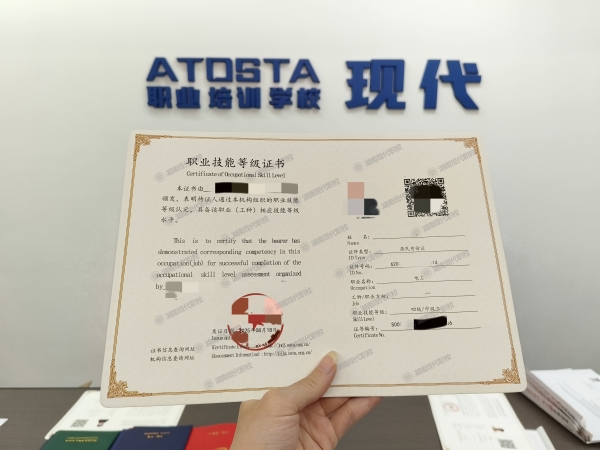 ATOSTA
职业培训学校
现代
职业技能等级证书
Certificate of Occupational Skill Level
本证书由
颁发，表明持证人通过本机构组织的职业技能
等级认定，具备该职业（工种）相应技能等级
水平。
This is to certify that the bearer has
demonstrated corresponding competency in this
occupation(job) for successful completion of the
occupational skill level assessment organized
by
姓 名：
Name
证件类型： 居民身份证
ID Type
证件号码： 620
ID No.
职业名称： 电工
Occupation
工种/职业方向： —
Job
职业技能等级： 四级/中级工
Skill Level
证书编号： S00
Certificate No.
发证日期
证书信息查询网址
机构信息查询网址